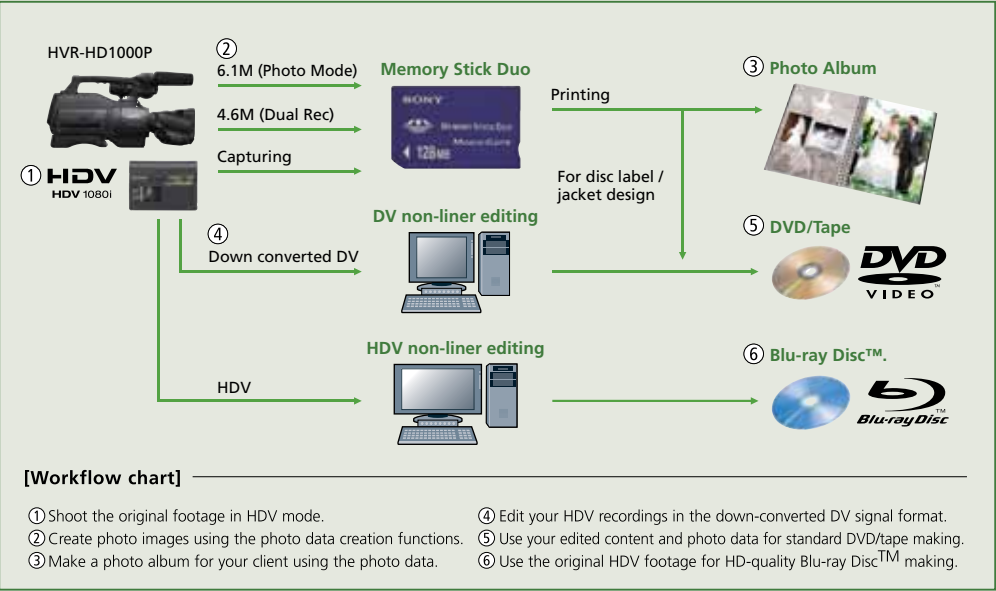 HVR-HD1000P
② 
6.1M (Photo Mode)
4.6M (Dual Rec)
Capturing
① HDV
HDV 1080i
Memory Stick Duo
SONY
Memory Stick Duo
MagicGate
128MB
Printing
For disc label /
jacket design
③ Photo Album
④
Down converted DV
DV non-liner editing
⑤ DVD/Tape
DVD
VIDEO™
HDV
HDV non-liner editing
⑥ Blu-ray Disc™.
Blu-ray Disc™
[Workflow chart]
① Shoot the original footage in HDV mode.
② Create photo images using the photo data creation functions.
③ Make a photo album for your client using the photo data.
④ Edit your HDV recordings in the down-converted DV signal format.
⑤ Use your edited content and photo data for standard DVD/tape making.
⑥ Use the original HDV footage for HD-quality Blu-ray Disc™ making.